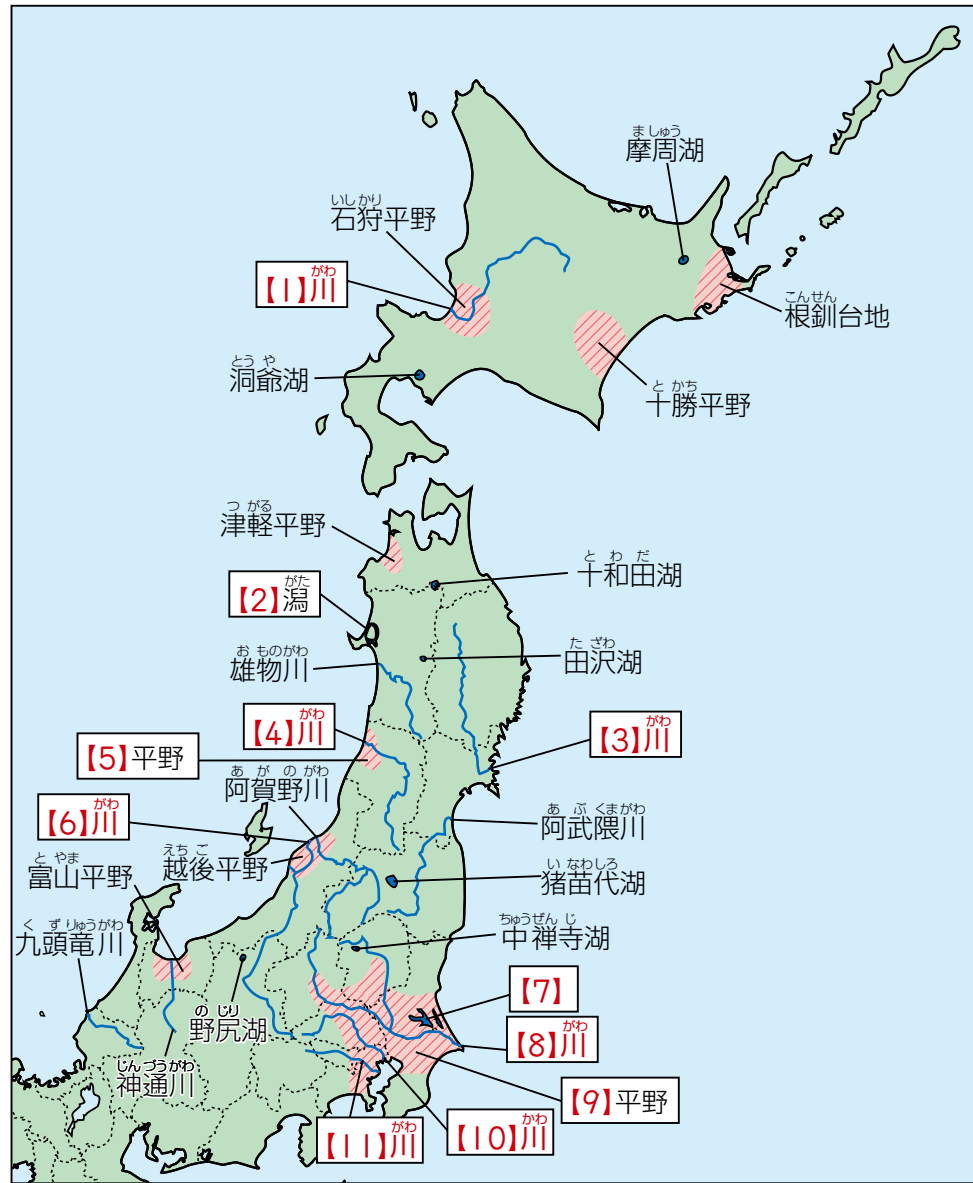 ましゅう
摩周湖
いしかり
石狩平野
【1】川
がわ
こんせん
根釧台地
とうや
洞爺湖
とかち
十勝平野
つがる
津軽平野
とわだ
十和田湖
【2】潟
がた
たざわ
田沢湖
おものがわ
雄物川
【4】川
がわ
【3】川
がわ
【5】平野
あがのがわ
阿賀野川
【6】川
がわ
あぶくまがわ
阿武隈川
えちご
越後平野
とやま
富山平野
いなわしろ
猪苗代湖
くずりゅうがわ
九頭竜川
ちゅうぜんじ
中禅寺湖
【7】
のじり
野尻湖
【8】川
がわ
じんづうがわ
神通川
【9】平野
【11】川
がわ
【10】川
かわ